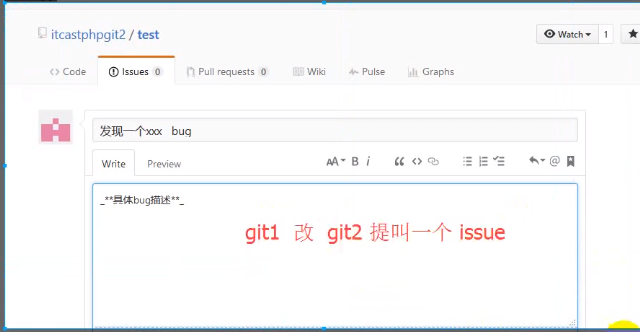 itcastphpgit2 / test
Watch 1
Code Issues 0 Pull requests 0 Wiki Pulse Graphs
发现一个xxx bug
Write Preview AA B i “ <> @
_**具体bug描述**_
git1 改 git2 提叫一个 issue